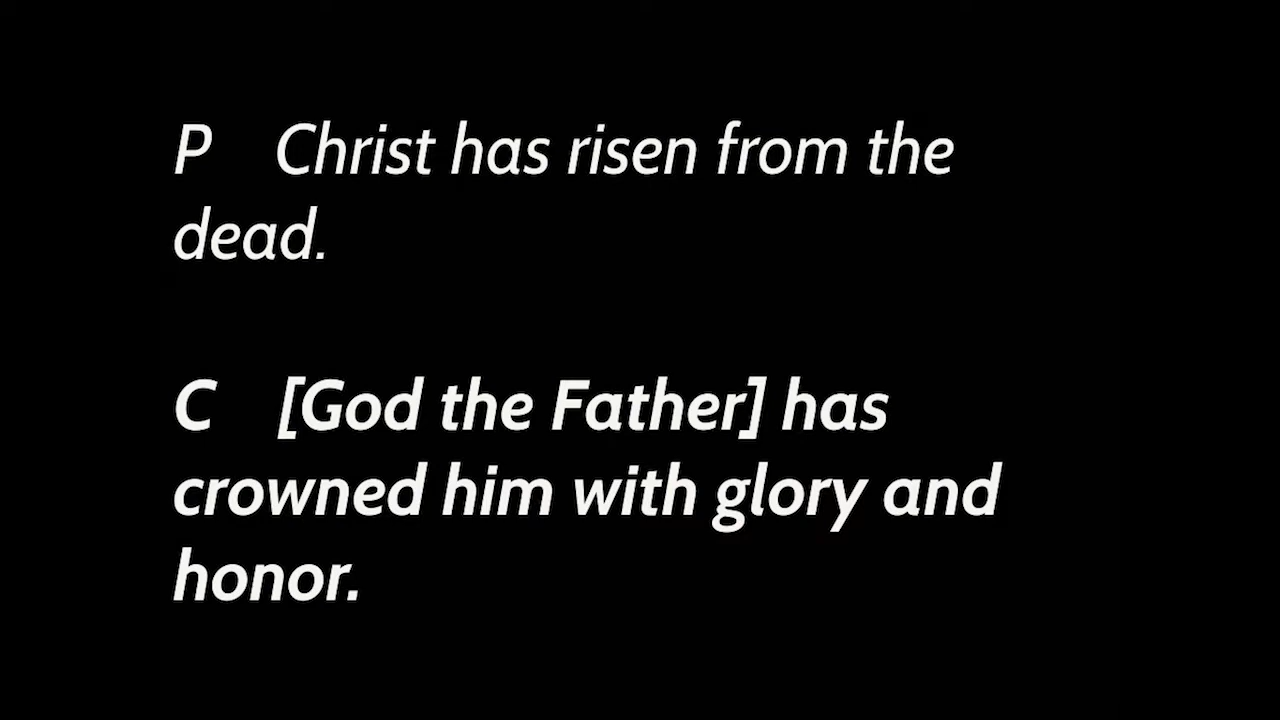 P Christ has risen from the
dead.
C [God the Father] has
crowned him with glory and
honor.